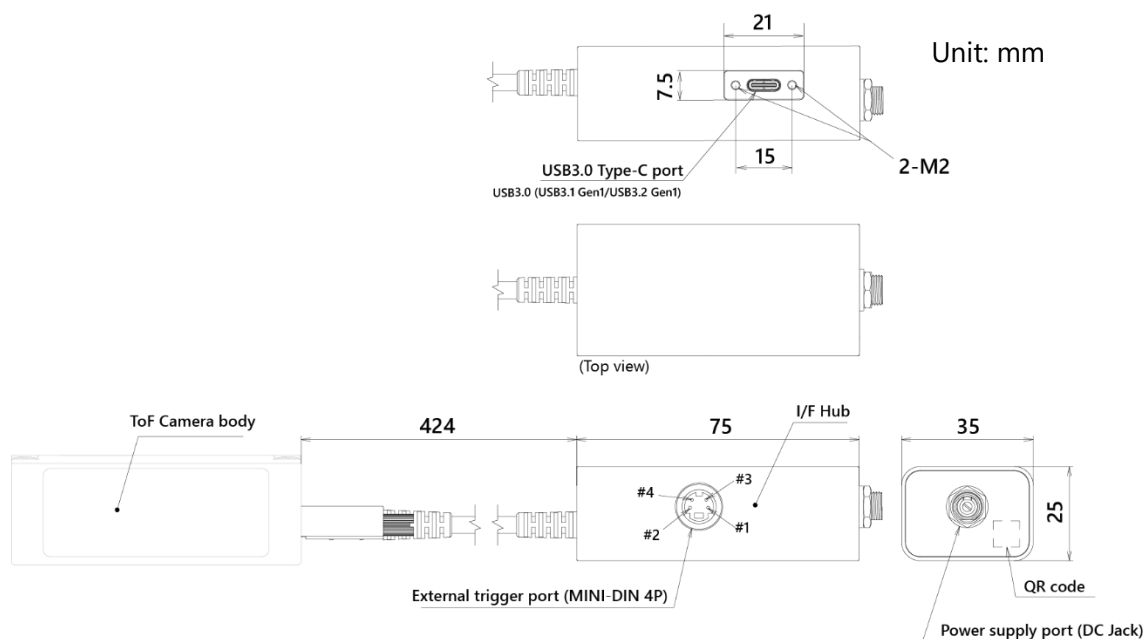 21
Unit: mm
7.5
15
2-M2
USB3.0 Type-C port
USB3.0 (USB3.1 Gen1/USB3.2 Gen1)
(Top view)
ToF Camera body
424
75
I/F Hub
35
#4
#3
#2
#1
25
External trigger port (MINI-DIN 4P)
QR code
Power supply port (DC Jack)